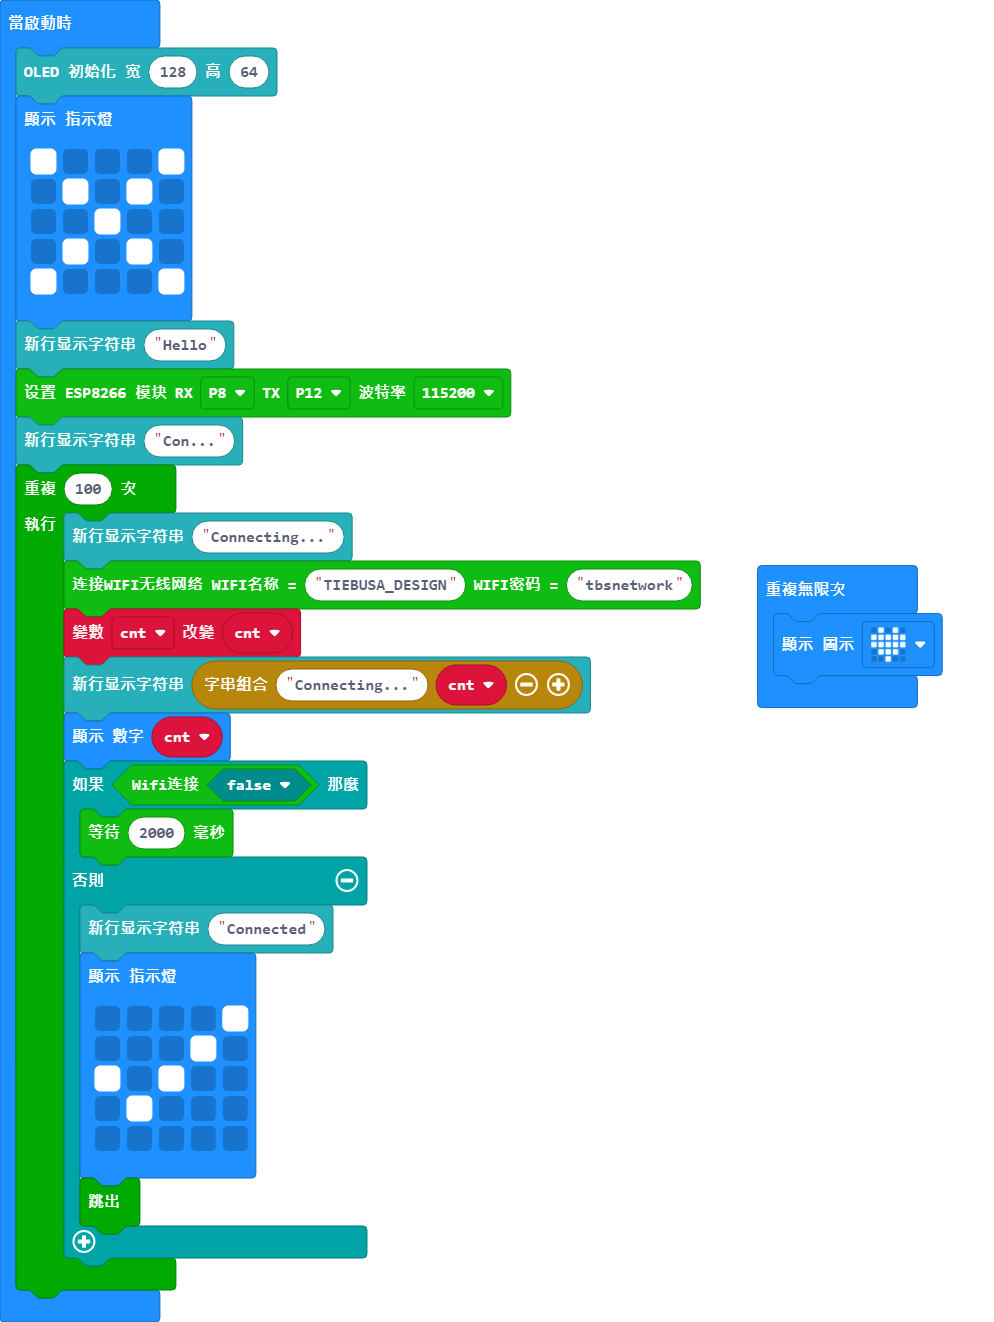 當啟動時
OLED 初始化 宽 128 高 64
顯示 指示燈
新行显示字符串 "Hello"
设置 ESP8266 模块 RX P8 TX P12 波特率 115200
新行显示字符串 "Con..."
重複 100 次
執行
新行显示字符串 "Connecting..."
连接WIFI无线网络 WIFI名称 = "TIEBUSA_DESIGN" WIFI密码 = "tbsnetwork"
變數 cnt 改變 cnt
新行显示字符串 字串組合 "Connecting..." cnt
顯示 數字 cnt
如果 Wifi连接 false 那麼
等待 2000 毫秒
否則
新行显示字符串 "Connected"
顯示 指示燈
跳出
重複無限次
顯示 圖示